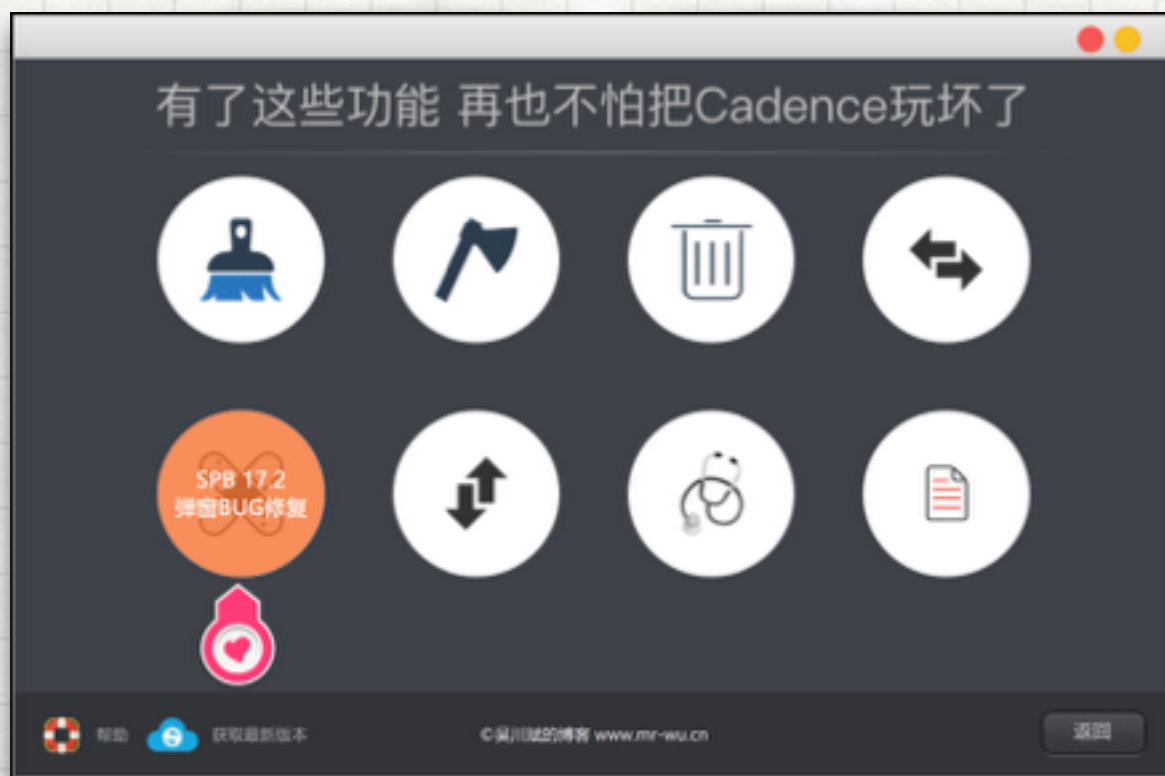 有了这些功能 再也不怕把Cadence玩坏了
SPB 17.2
弹窗BUG修复
帮助
获取最新版本
©吴川斌的博客 www.mr-wu.cn
返回